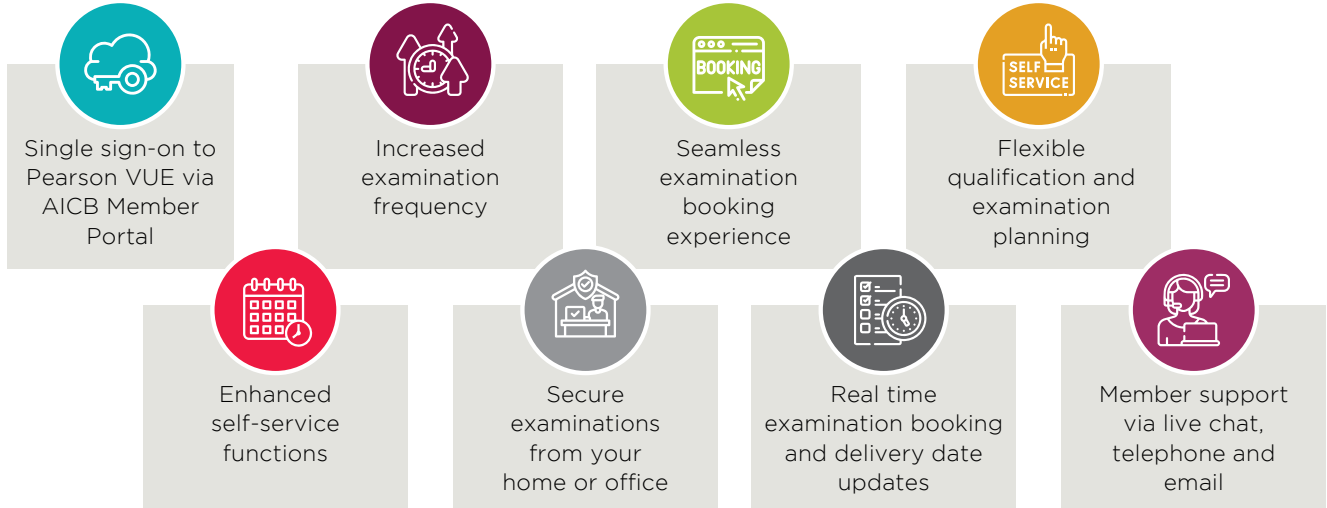 Single sign-on to
Pearson VUE via
AICB Member
Portal
Increased
examination
frequency
BOOKING
Seamless
examination
booking
experience
SELF
SERVICE
Flexible
qualification and
examination
planning
Enhanced
self-service
functions
Secure
examinations
from your
home or office
Real time
examination booking
and delivery date
updates
Member support
via live chat,
telephone and
email